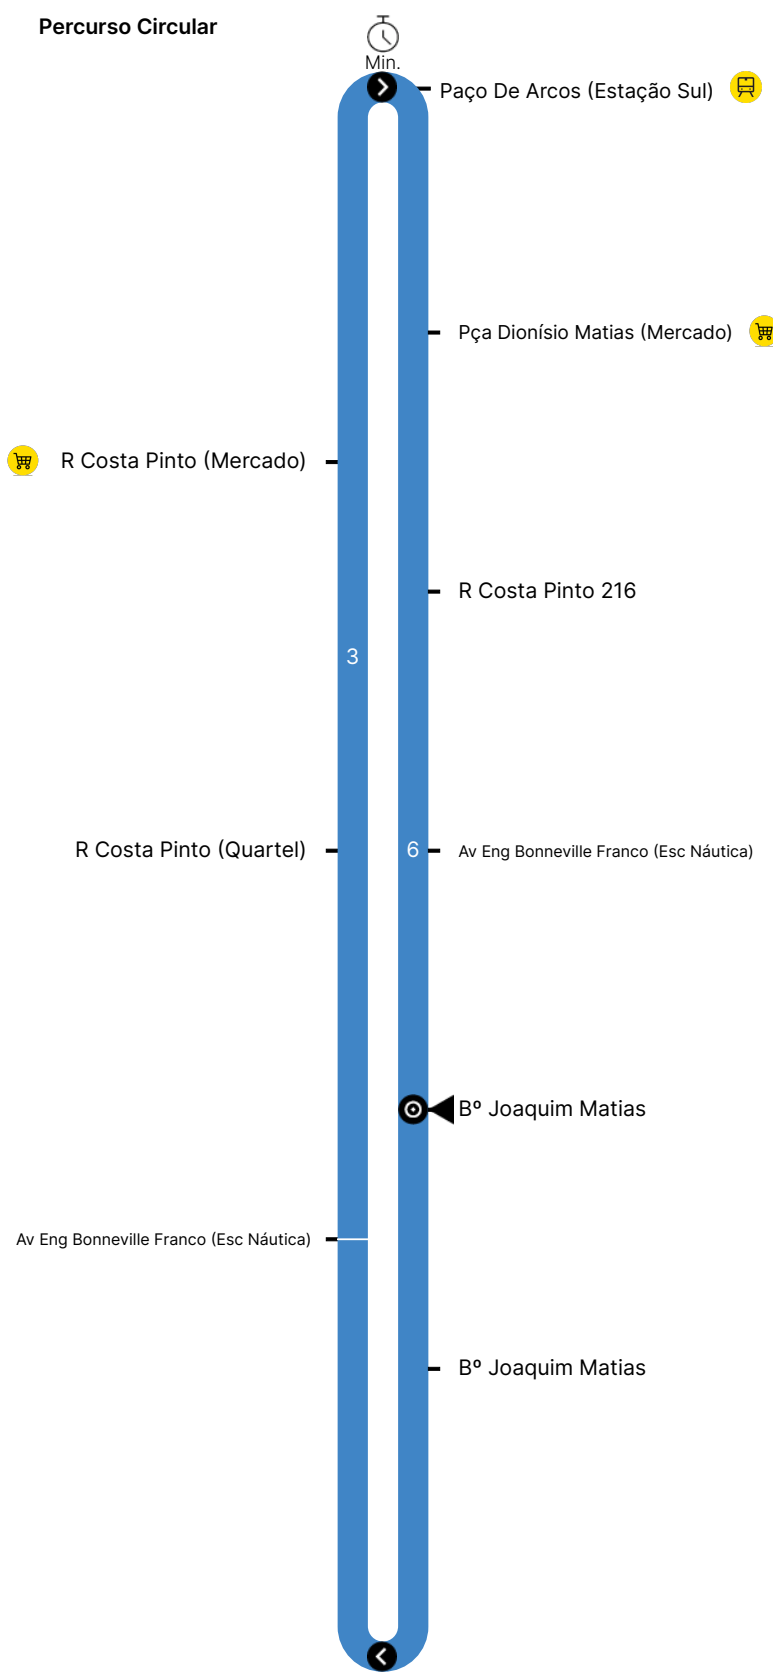 Percurso Circular
Min.
Paço De Arcos (Estação Sul)
Pça Dionísio Matias (Mercado)
R Costa Pinto (Mercado)
R Costa Pinto 216
3
R Costa Pinto (Quartel)
6
Av Eng Bonneville Franco (Esc Náutica)
Bº Joaquim Matias
Av Eng Bonneville Franco (Esc Náutica)
Bº Joaquim Matias